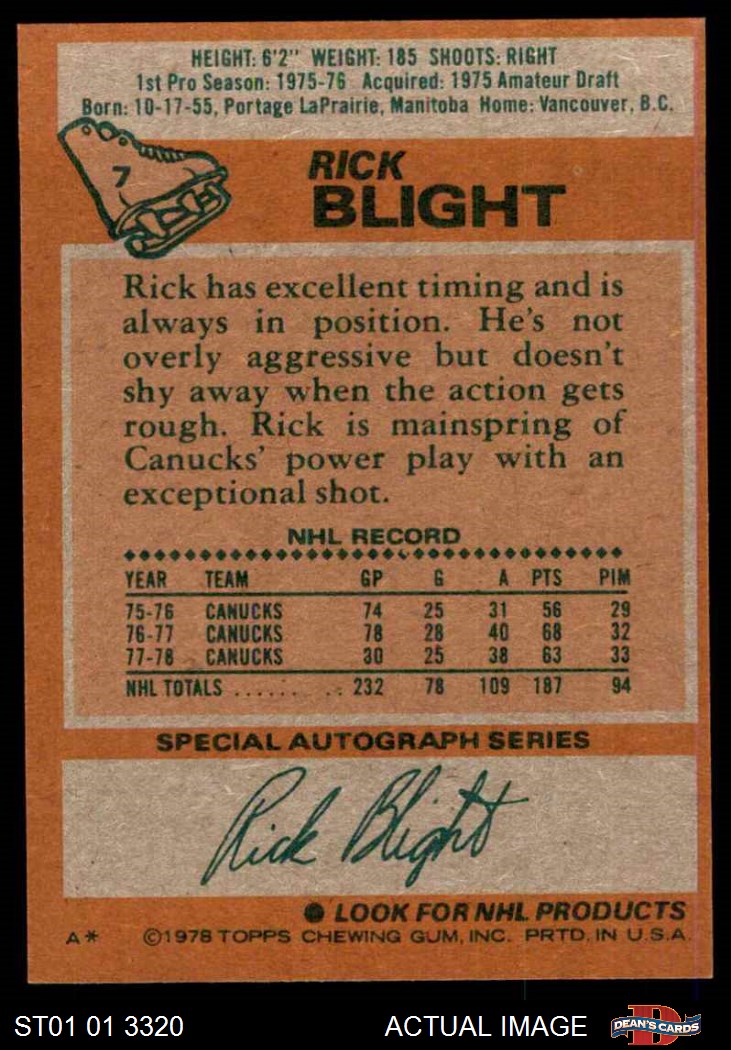 HEIGHT: 6'2" WEIGHT: 185 SHOOTS: RIGHT
1st Pro Season: 1975-76 Acquired: 1975 Amateur Draft
Born: 10-17-55, Portage LaPrairie, Manitoba Home: Vancouver, B.C.
7
RICK
BLIGHT
Rick has excellent timing and is
always in position. He's not
overly aggressive but doesn't
shy away when the action gets
rough. Rick is mainspring of
Canucks' power play with an
exceptional shot.
NHL RECORD
YEAR TEAM GP G A PTS PIM
75-76 CANUCKS 74 25 31 56 29
76-77 CANUCKS 78 28 40 68 32
77-78 CANUCKS 30 25 38 63 33
NHL TOTALS ...... .. 232 78 109 187 94
SPECIAL AUTOGRAPH SERIES
Rick Blight
LOOK FOR NHL PRODUCTS
A* ©1978 TOPPS CHEWING GUM, INC. PRTD. IN U.S.A.
ST01 01 3320 ACTUAL IMAGE D DEAN'S CARDS